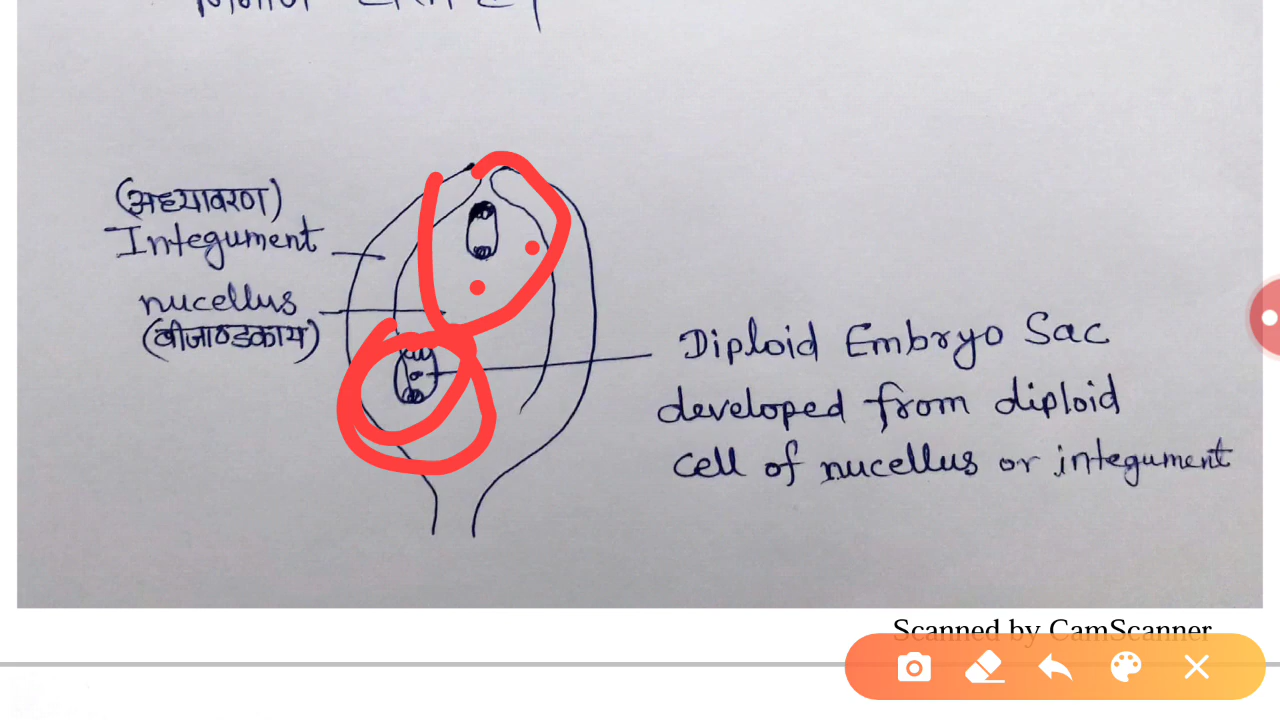 (अध्यावरण)
Integument
nucellus
(बीजाण्डकाय)
Diploid Embryo Sac
developed from diploid
cell of nucellus or integument
Scanned by CamScanner